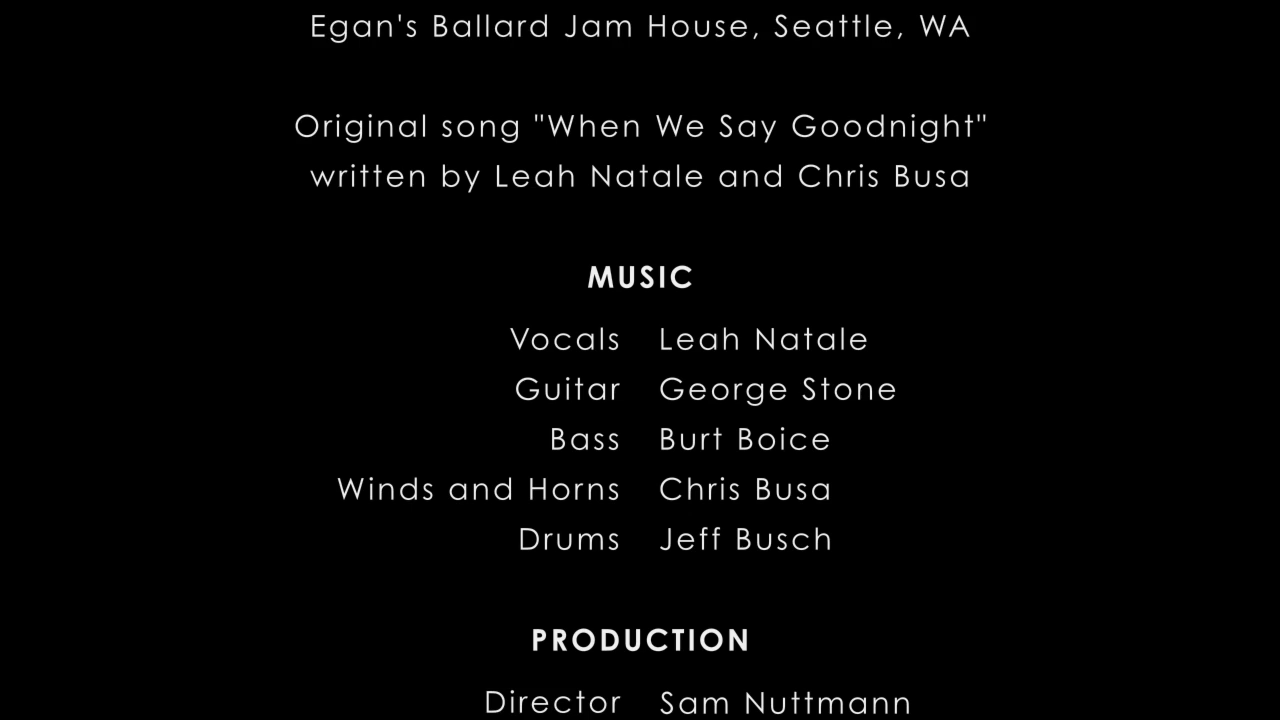 Egan's Ballard Jam House, Seattle, WA
Original song "When We Say Goodnight"
written by Leah Natale and Chris Busa
MUSIC
Vocals Leah Natale
Guitar George Stone
Bass Burt Boice
Winds and Horns Chris Busa
Drums Jeff Busch
PRODUCTION
Director Sam Nuttmann